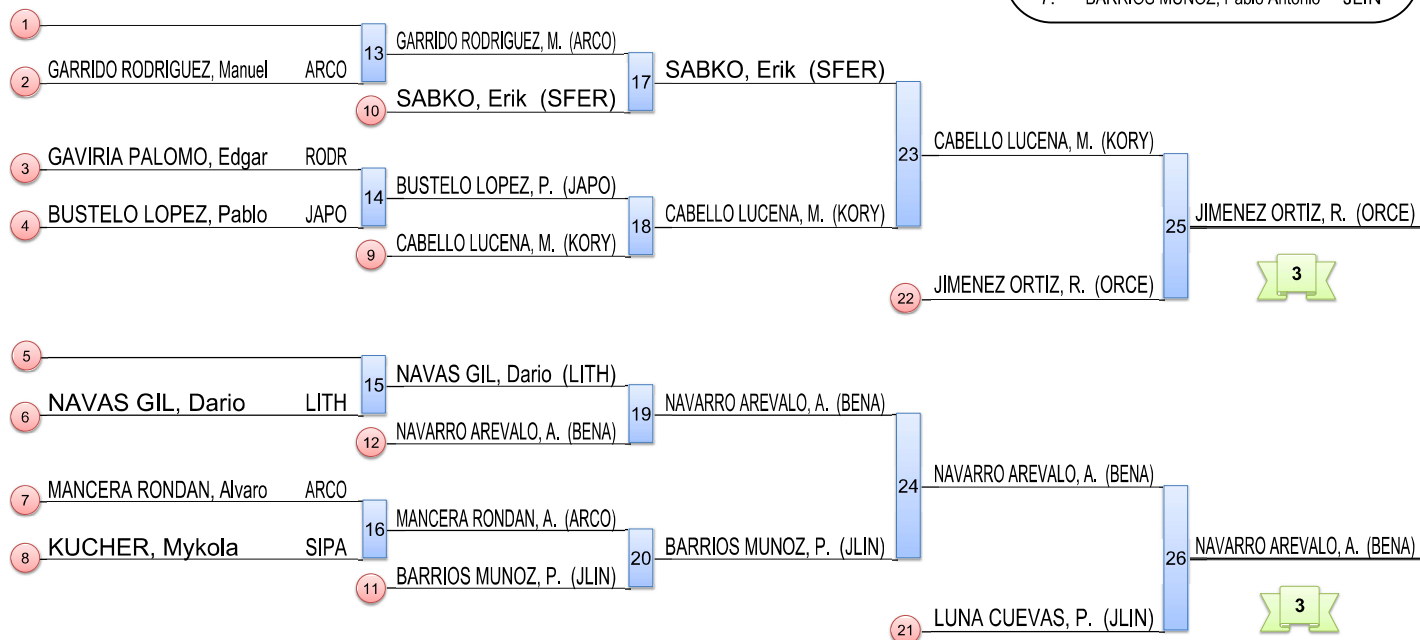 7. BARRIOS MUNOZ, Pablo Antonio JLIN
1
13 GARRIDO RODRIGUEZ, M. (ARCO)
2 GARRIDO RODRIGUEZ, Manuel ARCO
17 SABKO, Erik (SFER)
10 SABKO, Erik (SFER)
3 GAVIRIA PALOMO, Edgar RODR
23 CABELLO LUCENA, M. (KORY)
14 BUSTELO LOPEZ, P. (JAPO)
4 BUSTELO LOPEZ, Pablo JAPO
18 CABELLO LUCENA, M. (KORY)
25 JIMENEZ ORTIZ, R. (ORCE)
9 CABELLO LUCENA, M. (KORY)
3
22 JIMENEZ ORTIZ, R. (ORCE)
5
15 NAVAS GIL, Dario (LITH)
6 NAVAS GIL, Dario LITH
19 NAVARRO AREVALO, A. (BENA)
12 NAVARRO AREVALO, A. (BENA)
7 MANCERA RONDAN, Alvaro ARCO
24 NAVARRO AREVALO, A. (BENA)
16 MANCERA RONDAN, A. (ARCO)
8 KUCHER, Mykola SIPA
20 BARRIOS MUNOZ, P. (JLIN)
26 NAVARRO AREVALO, A. (BENA)
11 BARRIOS MUNOZ, P. (JLIN)
3
21 LUNA CUEVAS, P. (JLIN)